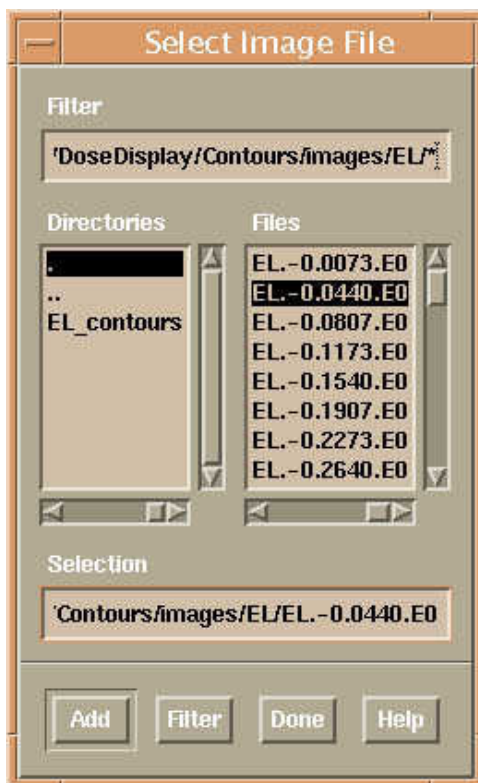 Select Image File
Filter
'DoseDisplay/Contours/images/EL/*
Directories
Files
.
..
EL_contours
EL.-0.0073.E0
EL.-0.0440.E0
EL.-0.0807.E0
EL.-0.1173.E0
EL.-0.1540.E0
EL.-0.1907.E0
EL.-0.2273.E0
EL.-0.2640.E0
Selection
'Contours/images/EL/EL.-0.0440.E0
Add
Filter
Done
Help